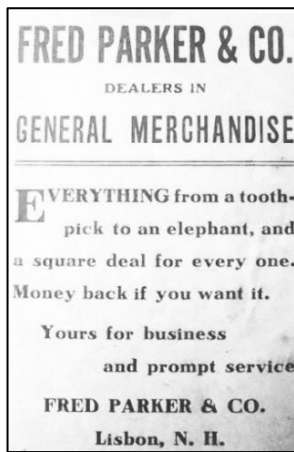 FRED PARKER & CO.
DEALERS IN
GENERAL MERCHANDISE
EVERYTHING from a tooth-
pick to an elephant, and
a square deal for every one.
Money back if you want it.
Yours for business
and prompt service
FRED PARKER & CO.
Lisbon, N. H.